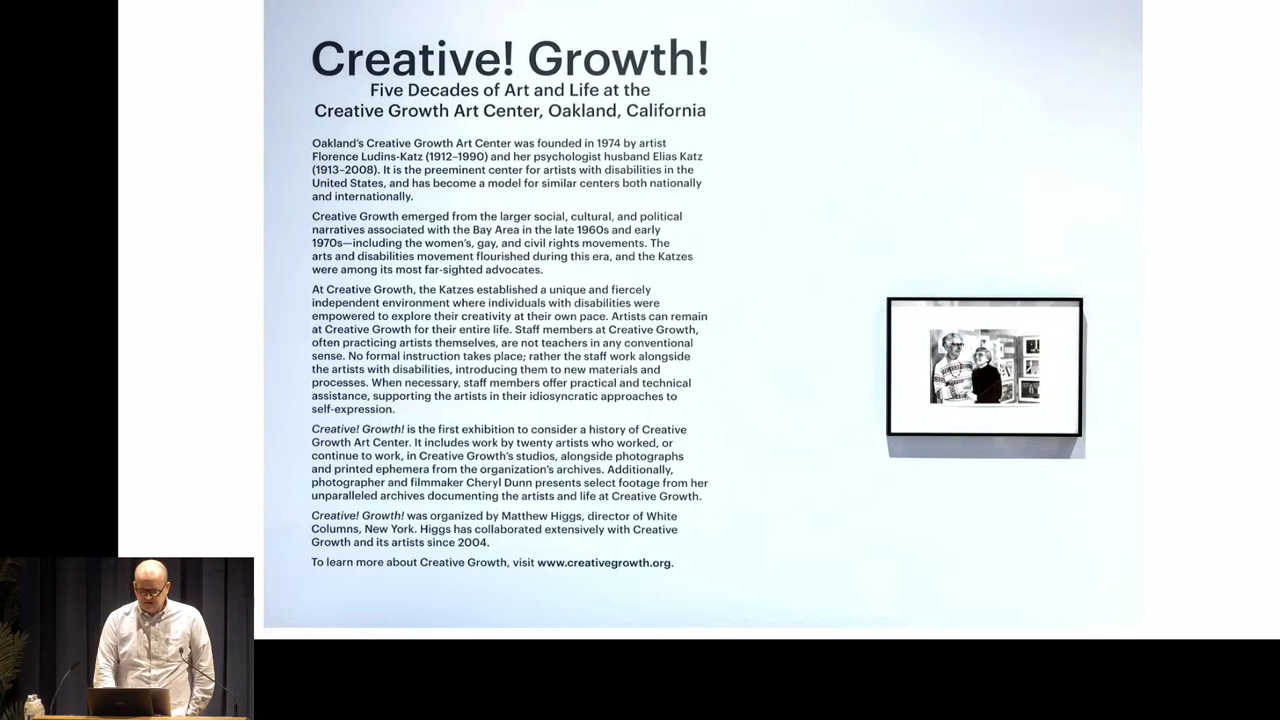 Creative! Growth!
Five Decades of Art and Life at the
Creative Growth Art Center, Oakland, California
Oakland's Creative Growth Art Center was founded in 1974 by artist
Florence Ludins-Katz (1912–1990) and her psychologist husband Elias Katz
(1913–2008). It is the preeminent center for artists with disabilities in the
United States, and has become a model for similar centers both nationally
and internationally.
Creative Growth emerged from the larger social, cultural, and political
narratives associated with the Bay Area in the late 1960s and early
1970s—including the women's, gay, and civil rights movements. The
arts and disabilities movement flourished during this era, and the Katzes
were among its most far-sighted advocates.
At Creative Growth, the Katzes established a unique and fiercely
independent environment where individuals with disabilities were
empowered to explore their creativity at their own pace. Artists can remain
at Creative Growth for their entire life. Staff members at Creative Growth,
often practicing artists themselves, are not teachers in any conventional
sense. No formal instruction takes place; rather the staff work alongside
the artists with disabilities, introducing them to new materials and
processes. When necessary, staff members offer practical and technical
assistance, supporting the artists in their idiosyncratic approaches to
self-expression.
Creative! Growth! is the first exhibition to consider a history of Creative
Growth Art Center. It includes work by twenty artists who worked, or
continue to work, in Creative Growth's studios, alongside photographs
and printed ephemera from the organization's archives. Additionally,
photographer and filmmaker Cheryl Dunn presents select footage from her
unparalleled archives documenting the artists and life at Creative Growth.
Creative! Growth! was organized by Matthew Higgs, director of White
Columns, New York. Higgs has collaborated extensively with Creative
Growth and its artists since 2004.
To learn more about Creative Growth, visit www.creativegrowth.org.